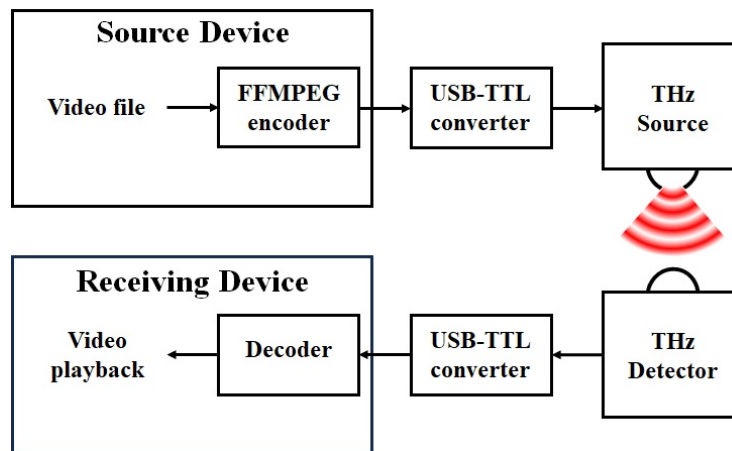 Source Device
Video file
FFMPEG
encoder
USB-TTL
converter
THz
Source
Receiving Device
Video
playback
Decoder
USB-TTL
converter
THz
Detector